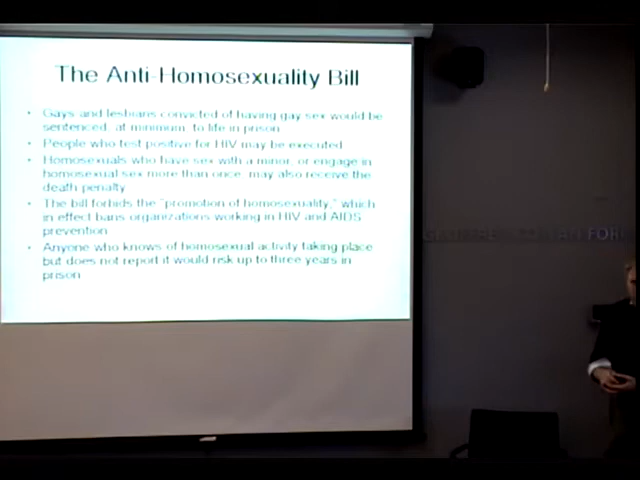 The Anti-Homosexuality Bill
• Gays and lesbians convicted of having gay sex would be
sentenced, at minimum, to life in prison
• People who test positive for HIV may be executed
• Homosexuals who have sex with a minor, or engage in
homosexual sex more than once, may also receive the
death penalty
• The bill forbids the "promotion of homosexuality," which
in effect bans organizations working in HIV and AIDS
prevention
• Anyone who knows of homosexual activity taking place
but does not report it would risk up to three years in
prison
FOR